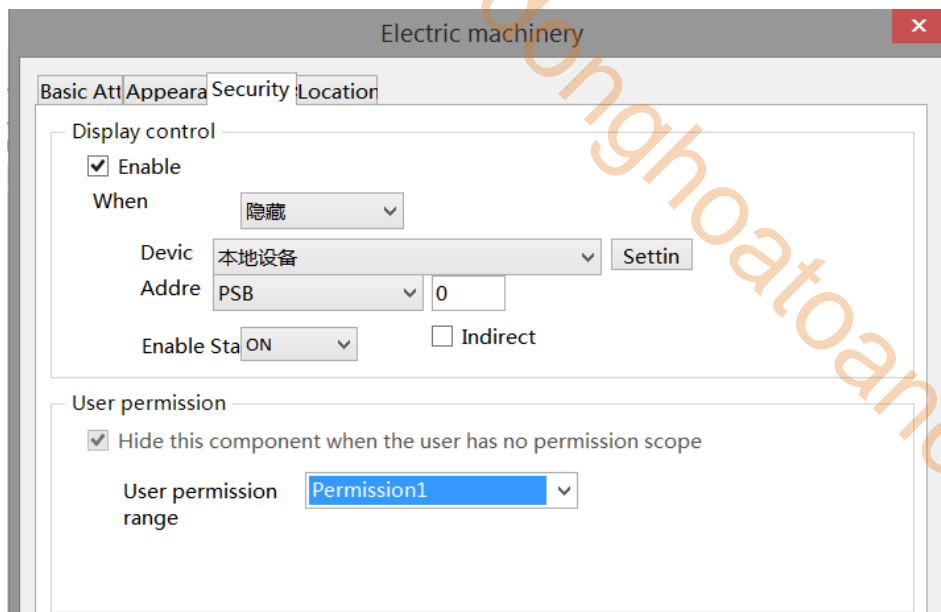 Electric machinery
Basic Att Appeara Security Location
Display control
Enable
When 隐藏
Devic 本地设备 Settin
Addre PSB 0
Enable Sta ON Indirect
User permission
Hide this component when the user has no permission scope
User permission Permission1
range
donghoatoano